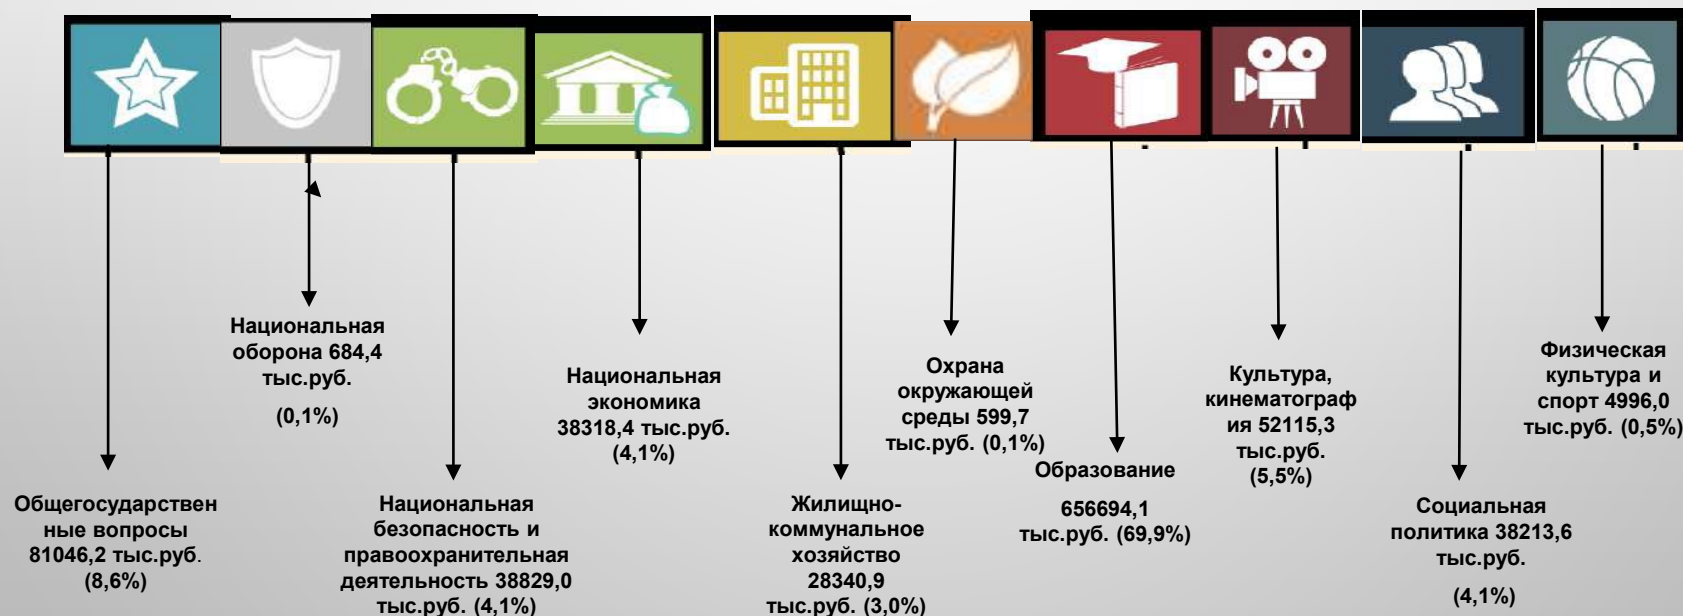 Общегосударствен
ные вопросы
81046,2 тыс.руб.
(8,6%)
Национальная
оборона 684,4
тыс.руб.
(0,1%)
Национальная
безопасность и
правоохранительная
деятельность 38829,0
тыс.руб. (4,1%)
Национальная
экономика
38318,4 тыс.руб.
(4,1%)
Жилищно-
коммунальное
хозяйство
28340,9
тыс.руб. (3,0%)
Охрана
окружающей
среды 599,7
тыс.руб. (0,1%)
Образование
656694,1
тыс.руб. (69,9%)
Культура,
кинематограф
ия 52115,3
тыс.руб.
(5,5%)
Социальная
политика 38213,6
тыс.руб.
(4,1%)
Физическая
культура и
спорт 4996,0
тыс.руб. (0,5%)